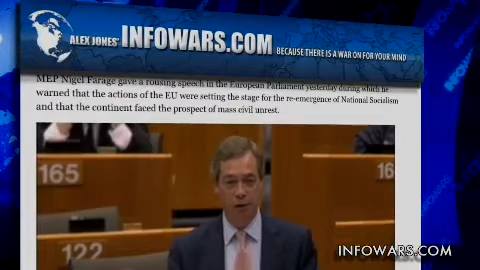 ALEX JONES' INFOWARS.COM BECAUSE THERE IS A WAR ON FOR YOUR MIND
MEP Nigel Farage gave a rousing speech in the European Parliament yesterday during which he
warned that the actions of the EU were setting the stage for the re-emergence of National Socialism
and that the continent faced the prospect of mass civil unrest.
165
164
122
INFOWARS.COM